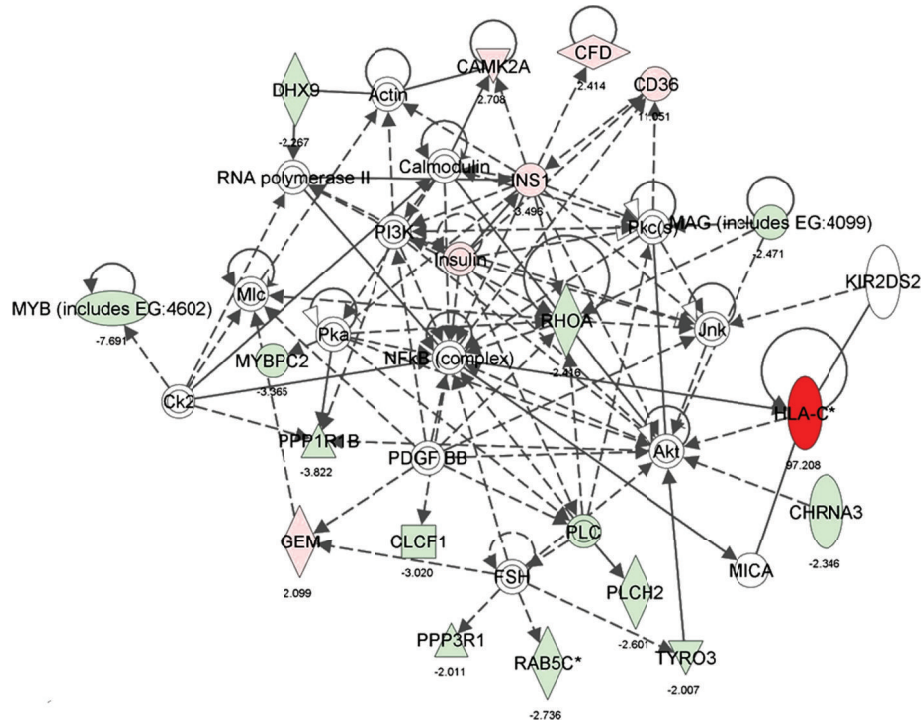 CFD
2.414
CAMK2A
2.708
CD36
11.051
DHX9
-2.267
Actin
RNA polymerase II
Calmodulin
INS1
3.496
PI3K
Pkc(s)
MAG (includes EG:4099)
-2.471
Insulin
KIR2DS2
MYB (includes EG:4602)
-7.691
Mlc
Pka
RHOA
-2.416
Jnk
MYBPC2
-3.365
NFkB (complex)
Ck2
HLA-C*
97.208
PPP1R1B
-3.822
PDGF BB
Akt
CHRNA3
-2.346
GEM
2.099
CLCF1
-3.020
PLC
FSH
MICA
PLCH2
-2.601
PPP3R1
-2.011
RAB5C*
-2.736
TYRO3
-2.007